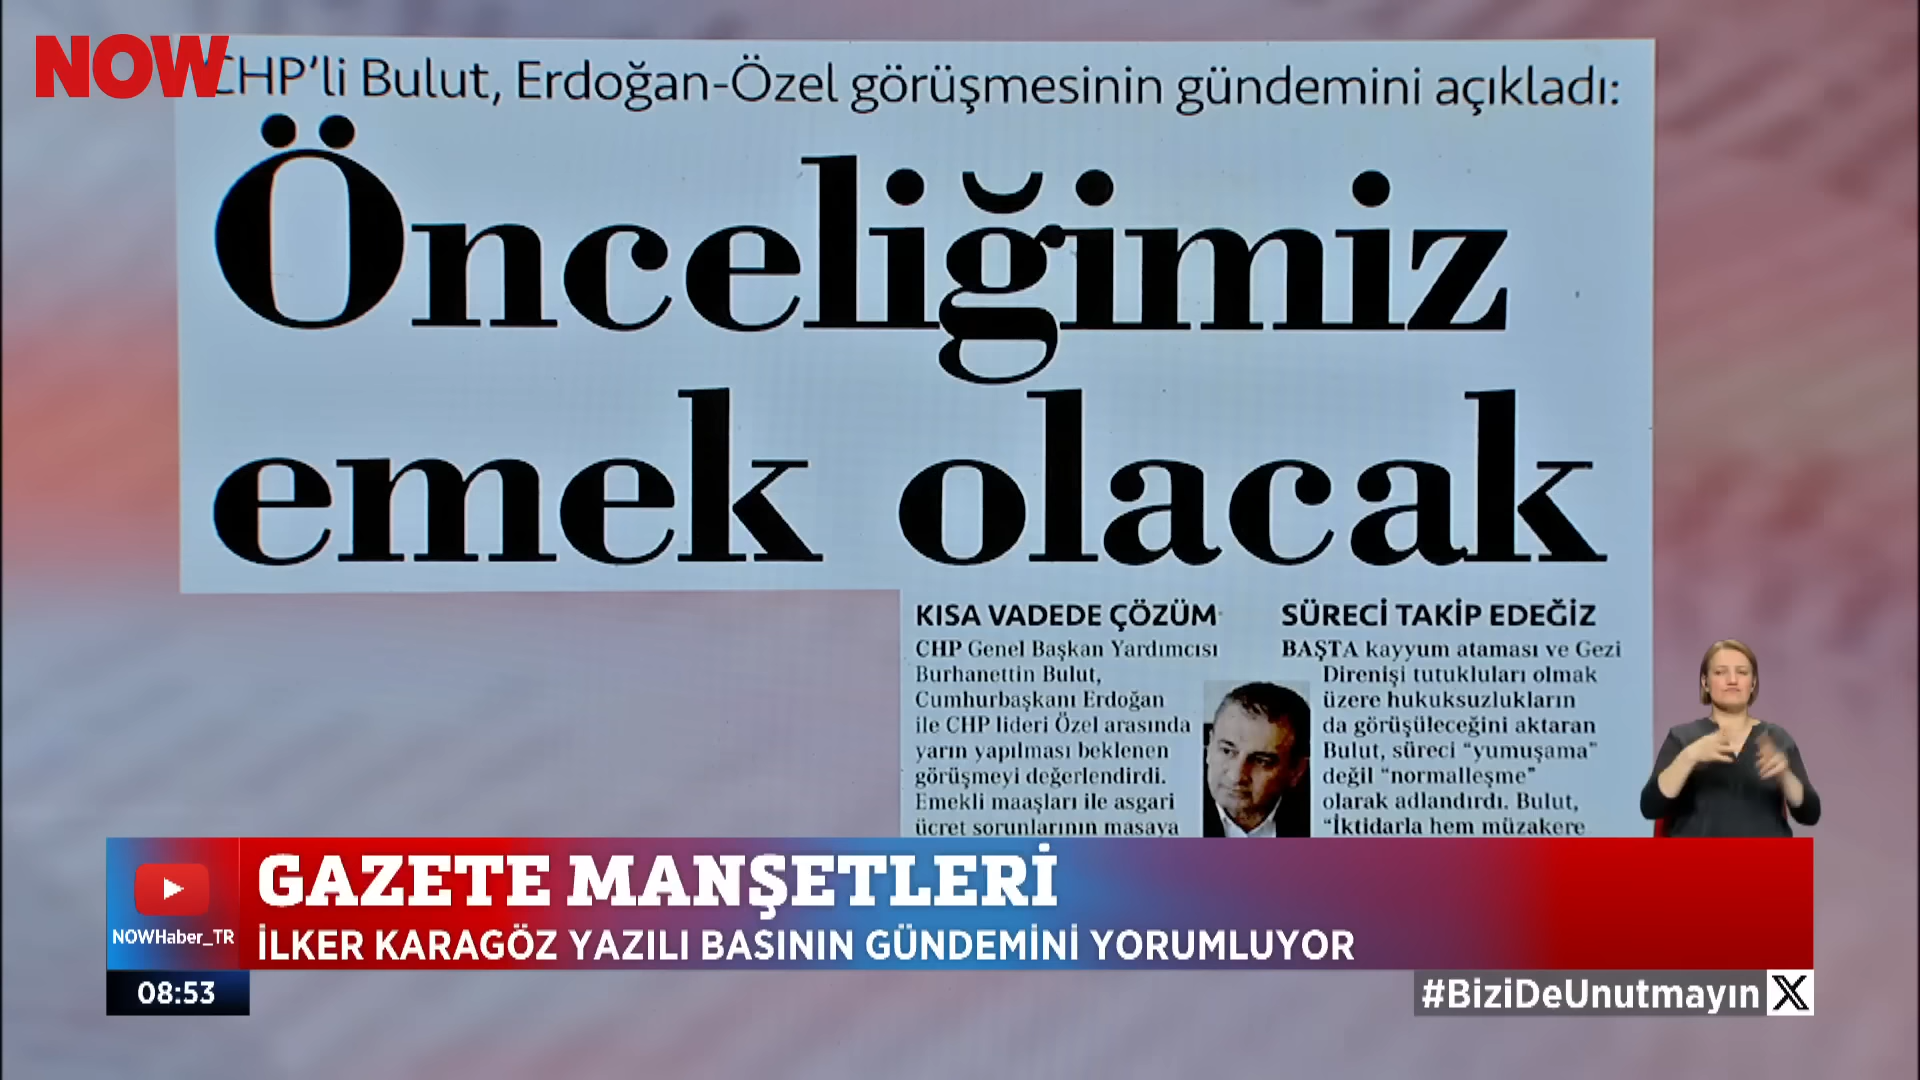 NOW
CHP'li Bulut, Erdoğan-Özel görüşmesinin gündemini açıkladı:
Önceliğimiz
emek olacak
KISA VADEDE ÇÖZÜM
CHP Genel Başkan Yardımcısı
Burhanettin Bulut,
Cumhurbaşkanı Erdoğan
ile CHP lideri Özel arasında
yarın yapılması beklenen
görüşmeyi değerlendirdi.
Emekli maaşları ile asgari
ücret sorunlarının masaya
SÜRECİ TAKİP EDEĞİZ
BAŞTA kayyum ataması ve Gezi
Direnişi tutukluları olmak
üzere hukuksuzlukların
da görüşüleceğini aktaran
Bulut, süreci "yumuşama"
değil "normalleşme"
olarak adlandırdı. Bulut,
"İktidarla hem müzakere
GAZETE MANŞETLERİ
NOWHaber_TR
İLKER KARAGÖZ YAZILI BASININ GÜNDEMİNİ YORUMLUYOR
08:53
#BiziDeUnutmayın X